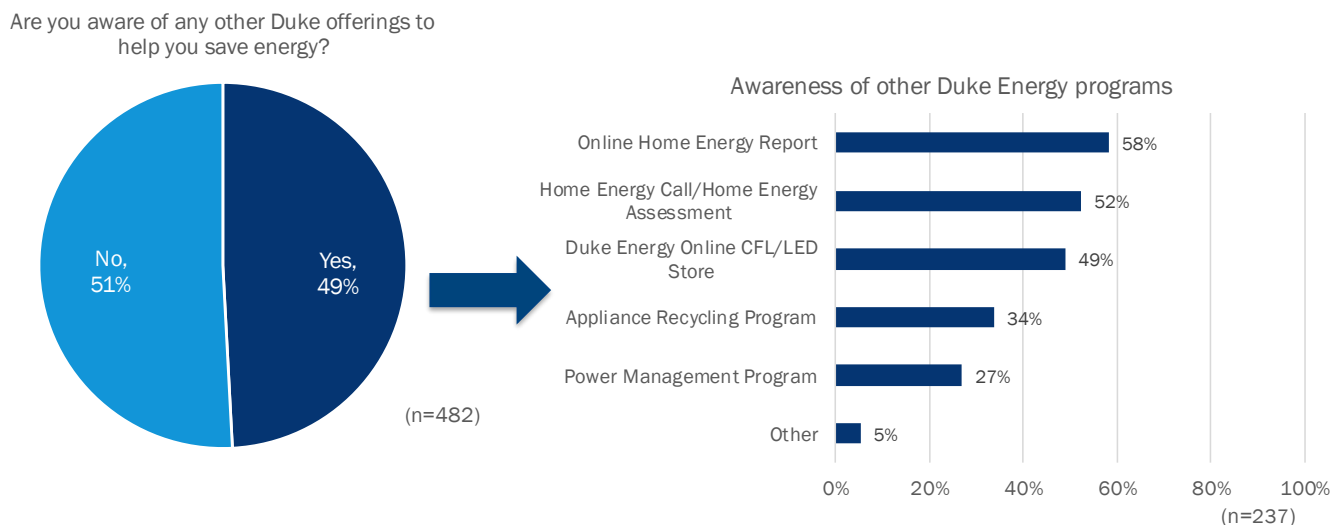 Are you aware of any other Duke offerings to
help you save energy?
No,
51%
Yes,
49%
(n=482)
Awareness of other Duke Energy programs
Online Home Energy Report
58%
Home Energy Call/Home Energy
Assessment
52%
Duke Energy Online CFL/LED
Store
49%
Appliance Recycling Program
34%
Power Management Program
27%
Other
5%
0% 20% 40% 60% 80% 100%
(n=237)